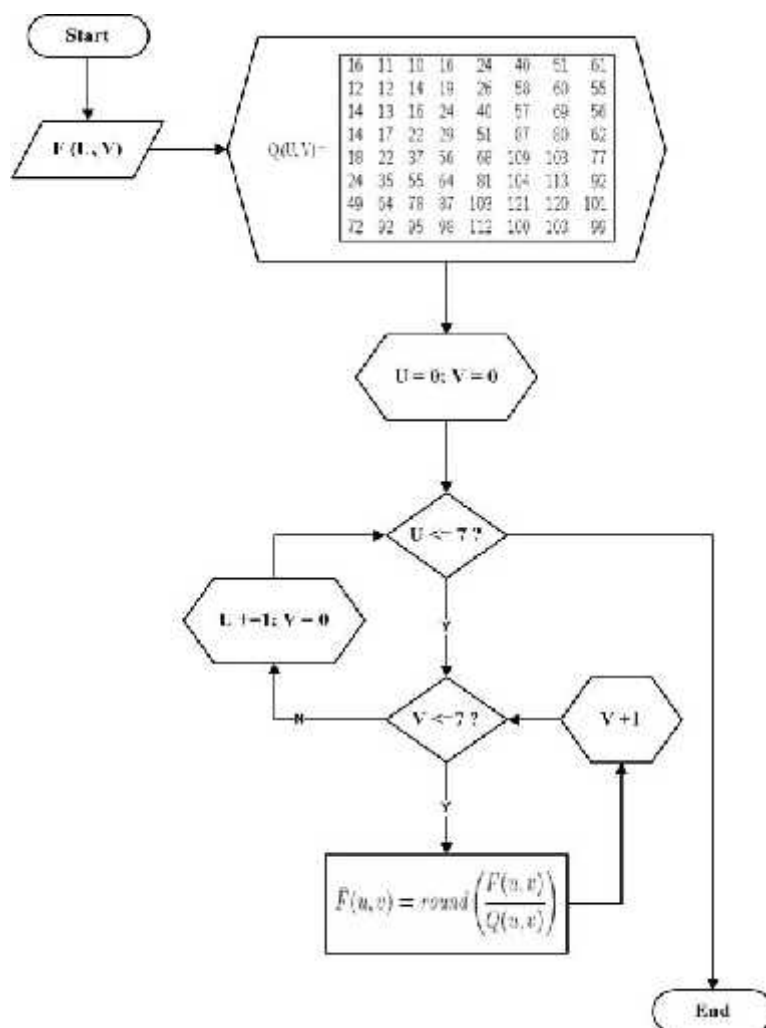 Start
F (U, V)
Q(U,V)=
16 11 10 16 24 40 51 61
12 12 14 19 26 58 60 55
14 13 16 24 40 57 69 56
14 17 22 29 51 87 80 62
18 22 37 56 68 109 103 77
24 35 55 64 81 104 113 92
49 64 78 87 103 121 120 101
72 92 95 98 112 100 103 99
U = 0; V = 0
U <= 7 ?
U +=1; V = 0
Y
V <=7 ?
N
V +1
Y
F(u,v) = round(F(u,v)/Q(u,v))
End